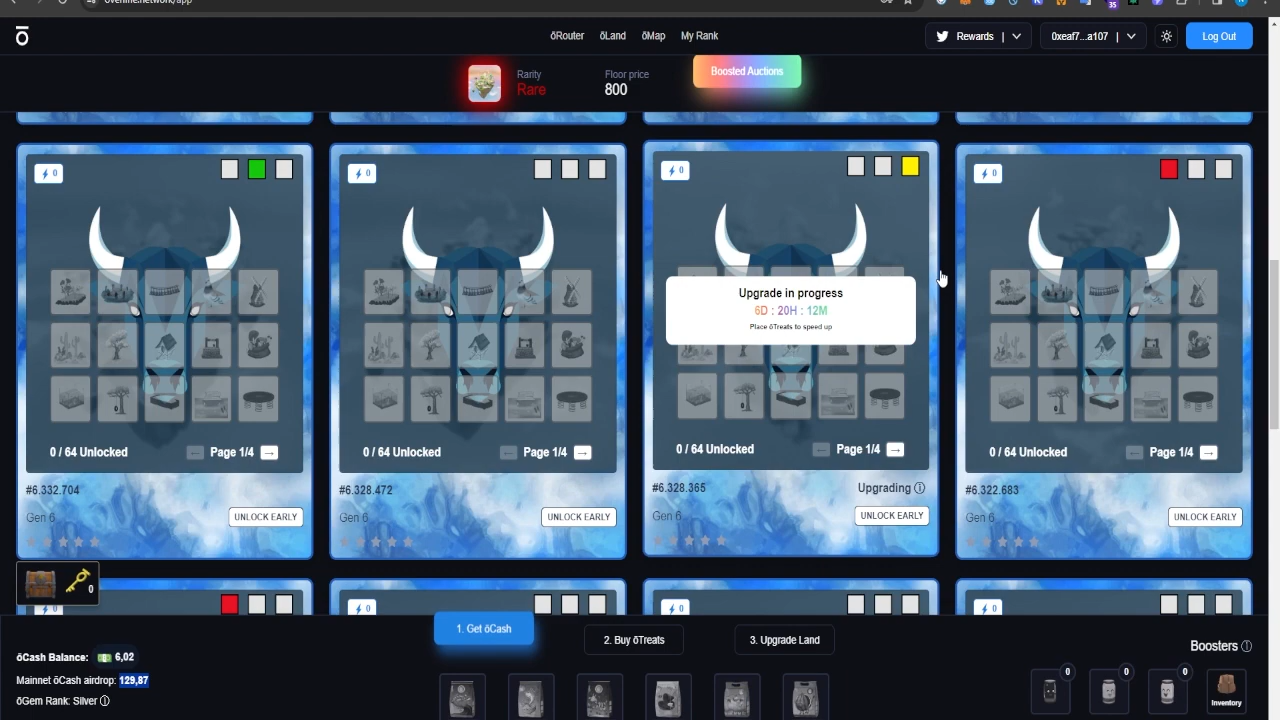 overline.network/app
ō
ōRouter
ōLand
ōMap
My Rank
Rewards |
0xeaf7...a107 |
Log Out
Rarity
Rare
Floor price
800
Boosted Auctions
0
0
0
0
Upgrade in progress
6D : 20H : 12M
Place ōTreats to speed up
0 / 64 Unlocked
← Page 1/4 →
0 / 64 Unlocked
← Page 1/4 →
0 / 64 Unlocked
← Page 1/4 →
0 / 64 Unlocked
← Page 1/4 →
#6.332.704
#6.328.472
#6.328.365
Upgrading
#6.322.683
Gen 6
UNLOCK EARLY
Gen 6
UNLOCK EARLY
Gen 6
UNLOCK EARLY
Gen 6
UNLOCK EARLY
0
0
0
0
0
1. Get ōCash
2. Buy ōTreats
3. Upgrade Land
ōCash Balance: 6,02
Mainnet ōCash airdrop: 129,87
ōGem Rank: Silver
Boosters
0
0
0
Inventory